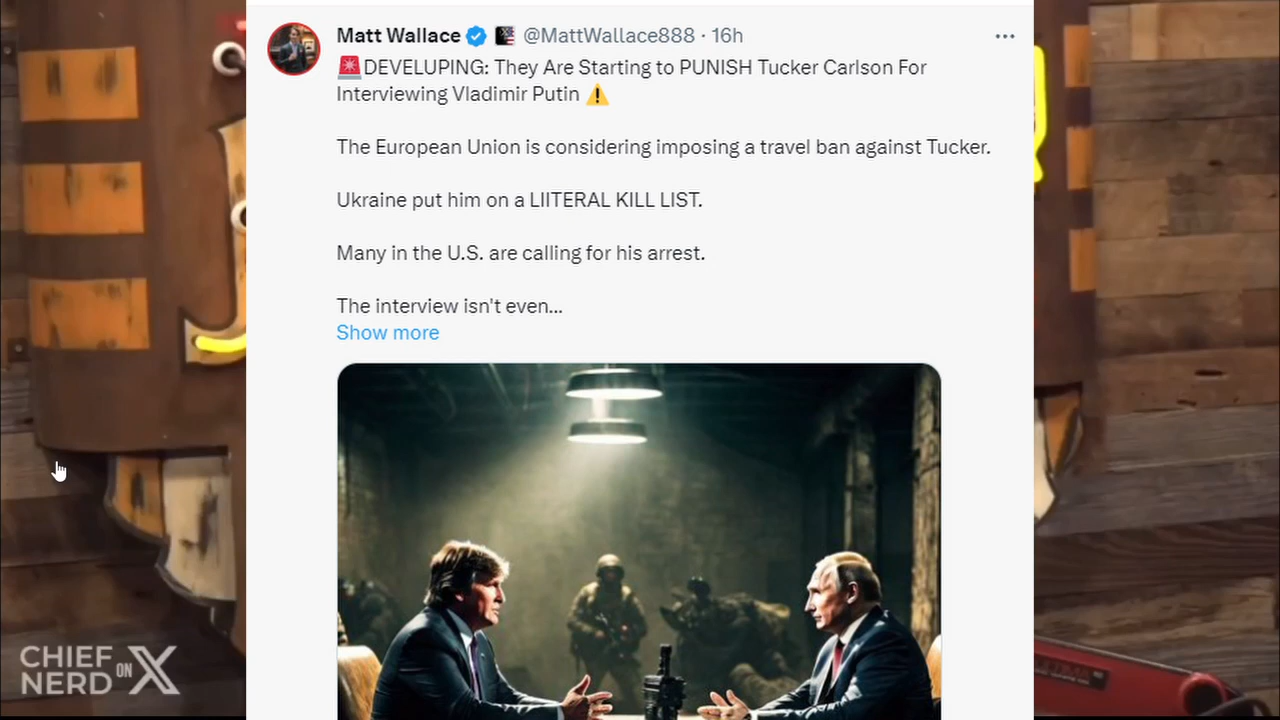 Matt Wallace @MattWallace888 · 16h
🚨DEVELUPING: They Are Starting to PUNISH Tucker Carlson For
Interviewing Vladimir Putin ⚠️
The European Union is considering imposing a travel ban against Tucker.
Ukraine put him on a LIITERAL KILL LIST.
Many in the U.S. are calling for his arrest.
The interview isn't even...
Show more
CHIEF
NERD
ON
X